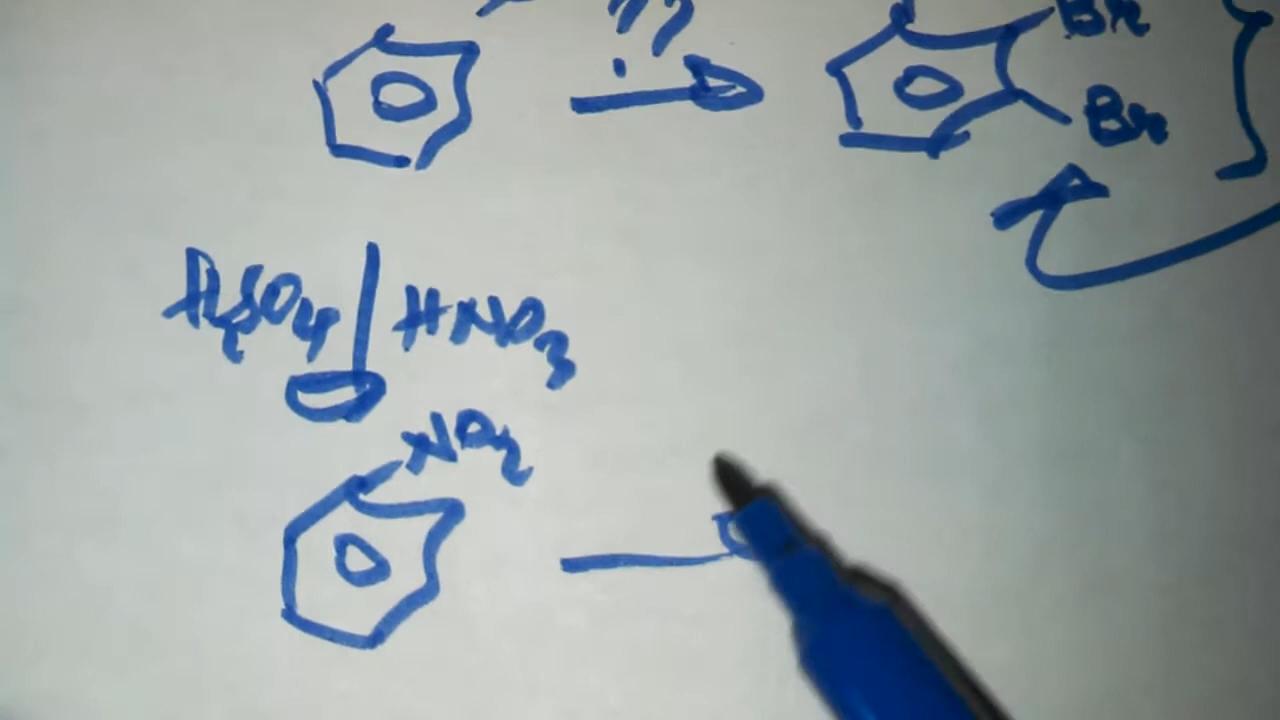 ??
Br
Br
H₂SO₄ HNO₃
NO₂